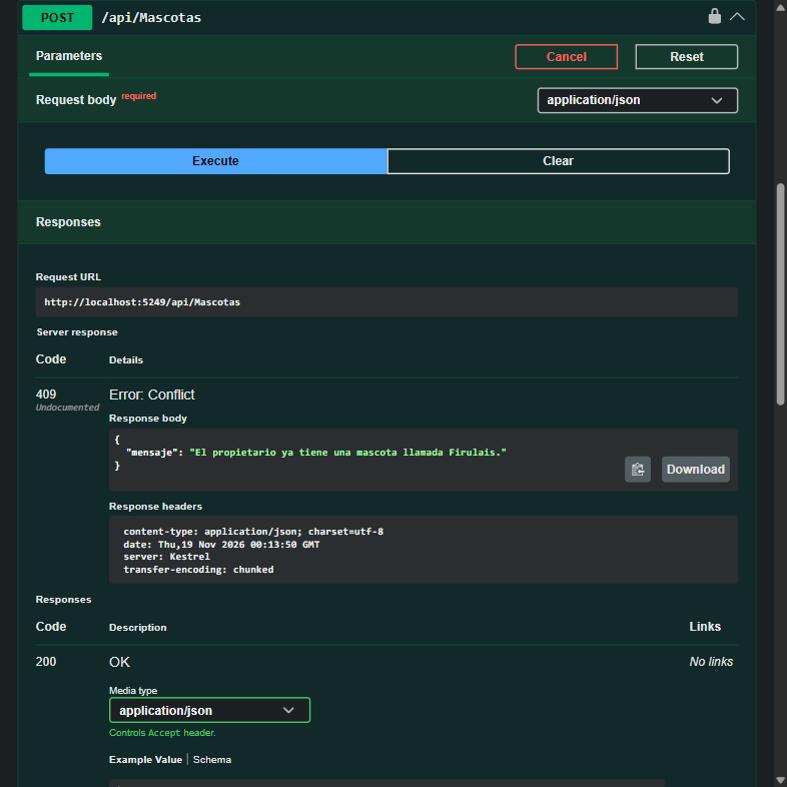 POST /api/Mascotas
Parameters Cancel Reset
Request body required application/json
Execute Clear
Responses
Request URL
http://localhost:5249/api/Mascotas
Server response
Code Details
409 Error: Conflict
Undocumented
Response body
{
"mensaje": "El propietario ya tiene una mascota llamada Firulais."
}
Download
Response headers
content-type: application/json; charset=utf-8
date: Thu,19 Nov 2026 00:13:50 GMT
server: Kestrel
transfer-encoding: chunked
Responses
Code Description Links
200 OK No links
Media type
application/json
Controls Accept header.
Example Value | Schema